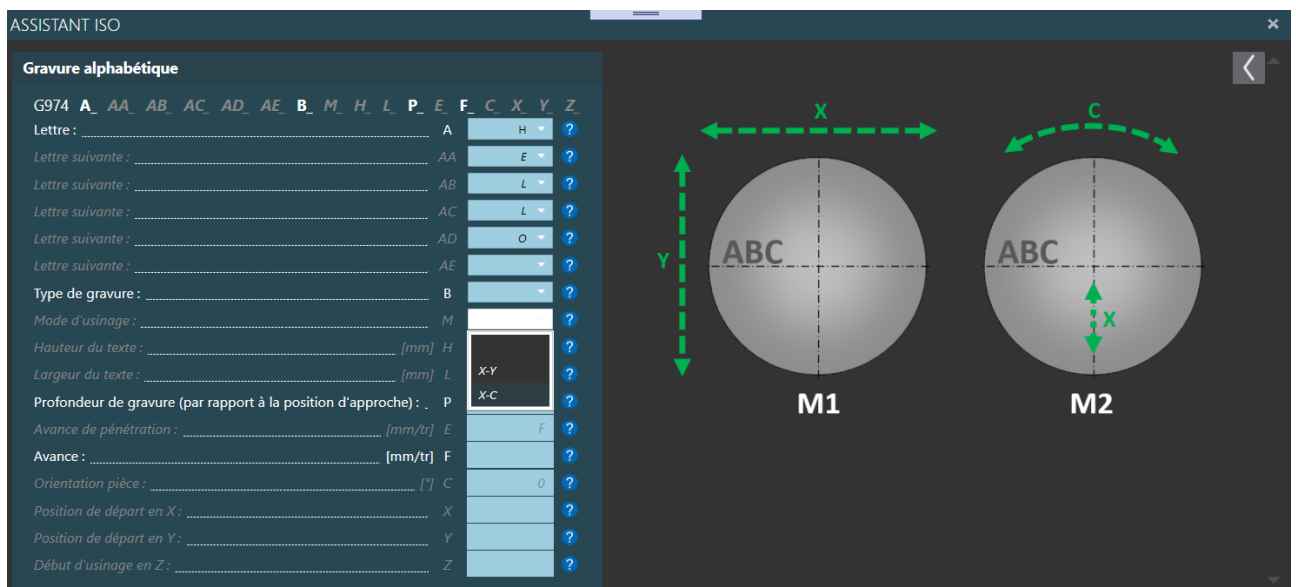 ASSISTANT ISO ×
Gravure alphabétique
G974 A_ AA_ AB_ AC_ AD_ AE_ B_ M_ H_ L_ P_ E_ F_ C_ X_ Y_ Z_
Lettre : A H ?
Lettre suivante : AA E ?
Lettre suivante : AB L ?
Lettre suivante : AC L ?
Lettre suivante : AD O ?
Lettre suivante : AE ?
Type de gravure : B ?
Mode d'usinage : M ?
Hauteur du texte : [mm] H ?
Largeur du texte : [mm] L ?
X-Y
X-C
Profondeur de gravure (par rapport à la position d'approche) : P ?
Avance de pénétration : [mm/tr] E F ?
Avance : [mm/tr] F ?
Orientation pièce : [°] C 0 ?
Position de départ en X : X ?
Position de départ en Y : Y ?
Début d'usinage en Z : Z ?
X
Y
ABC
M1
C
ABC
X
M2